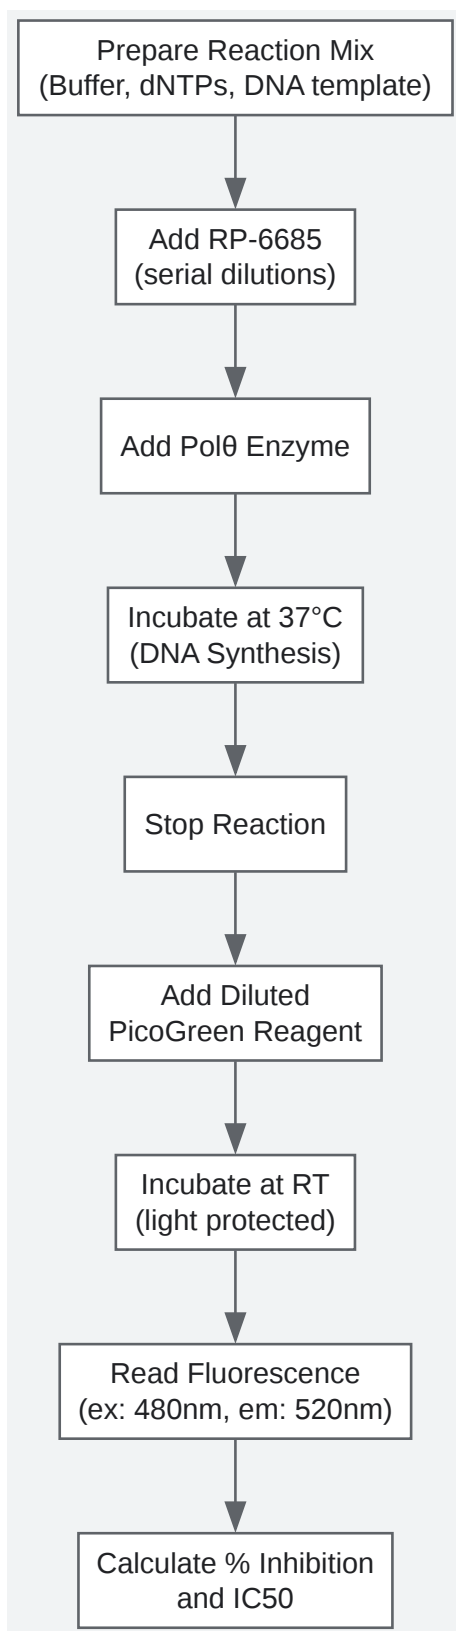 Prepare Reaction Mix
(Buffer, dNTPs, DNA template)
Add RP-6685
(serial dilutions)
Add Polθ Enzyme
Incubate at 37°C
(DNA Synthesis)
Stop Reaction
Add Diluted
PicoGreen Reagent
Incubate at RT
(light protected)
Read Fluorescence
(ex: 480nm, em: 520nm)
Calculate % Inhibition
and IC50